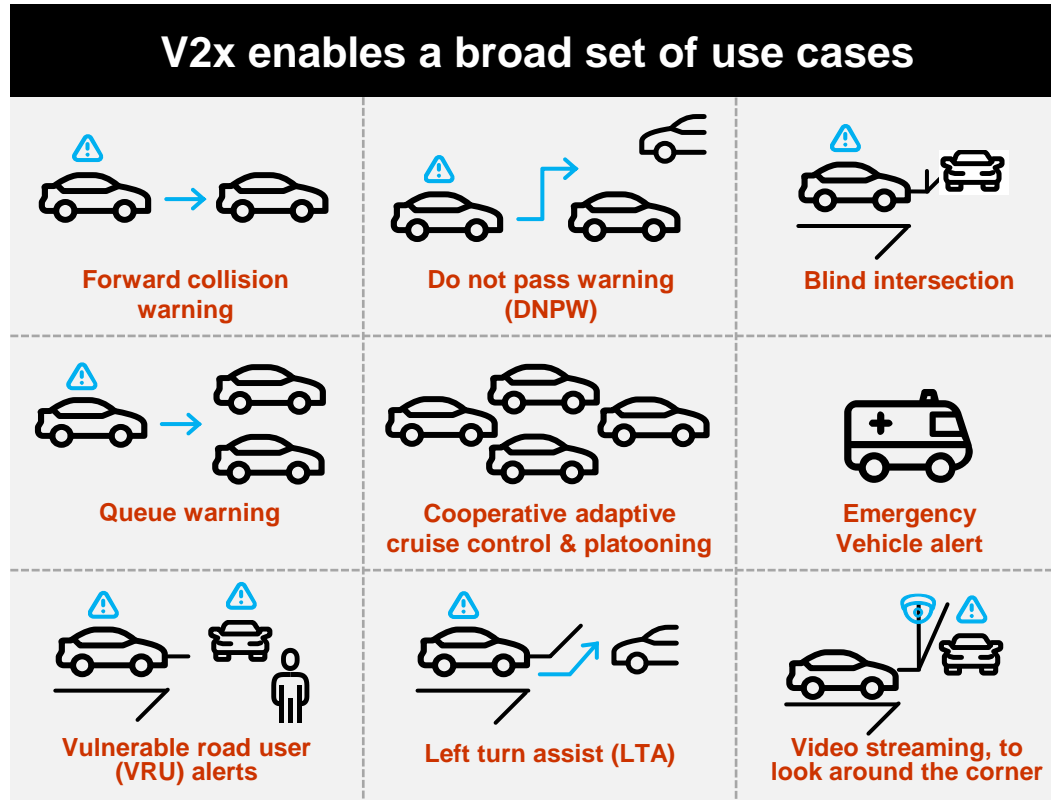 V2x enables a broad set of use cases
Forward collision
warning
Do not pass warning
(DNPW)
Blind intersection
Queue warning
Cooperative adaptive
cruise control & platooning
Emergency
Vehicle alert
Vulnerable road user
(VRU) alerts
Left turn assist (LTA)
Video streaming, to
look around the corner